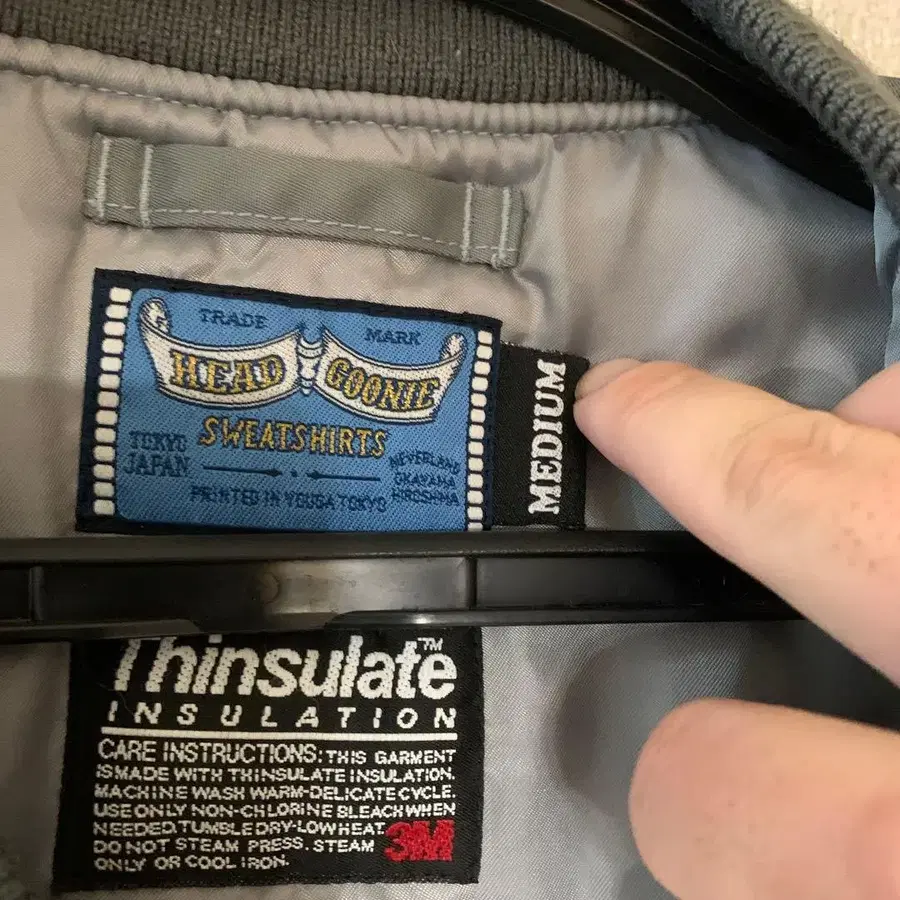 TRADE MARK
HEAD GOONIE
SWEATSHIRTS
TOKYO
JAPAN
NEVERLAND
OKAYAMA
HIROSHIMA
PRINTED IN YOUGA TOKYO
MEDIUM
Thinsulate™
INSULATION
CARE INSTRUCTIONS: THIS GARMENT
IS MADE WITH THINSULATE INSULATION.
MACHINE WASH WARM-DELICATE CYCLE.
USE ONLY NON-CHLORINE BLEACH WHEN
NEEDED. TUMBLE DRY-LOW HEAT.
DO NOT STEAM PRESS. STEAM
ONLY OR COOL IRON.
3M